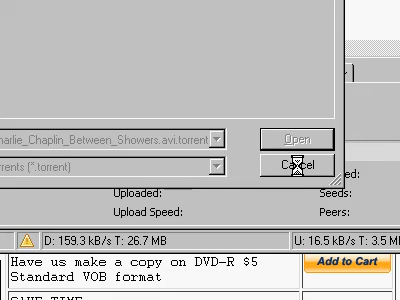 harlie_Chaplin_Between_Showers.avi.torrent
Open
rrents (*.torrent)
Cancel
ed:
Uploaded:
Seeds:
Upload Speed:
Peers:
D: 159.3 kB/s T: 26.7 MB
U: 16.5 kB/s T: 3.5 M
Have us make a copy on DVD-R $5
Standard VOB format
Add to Cart